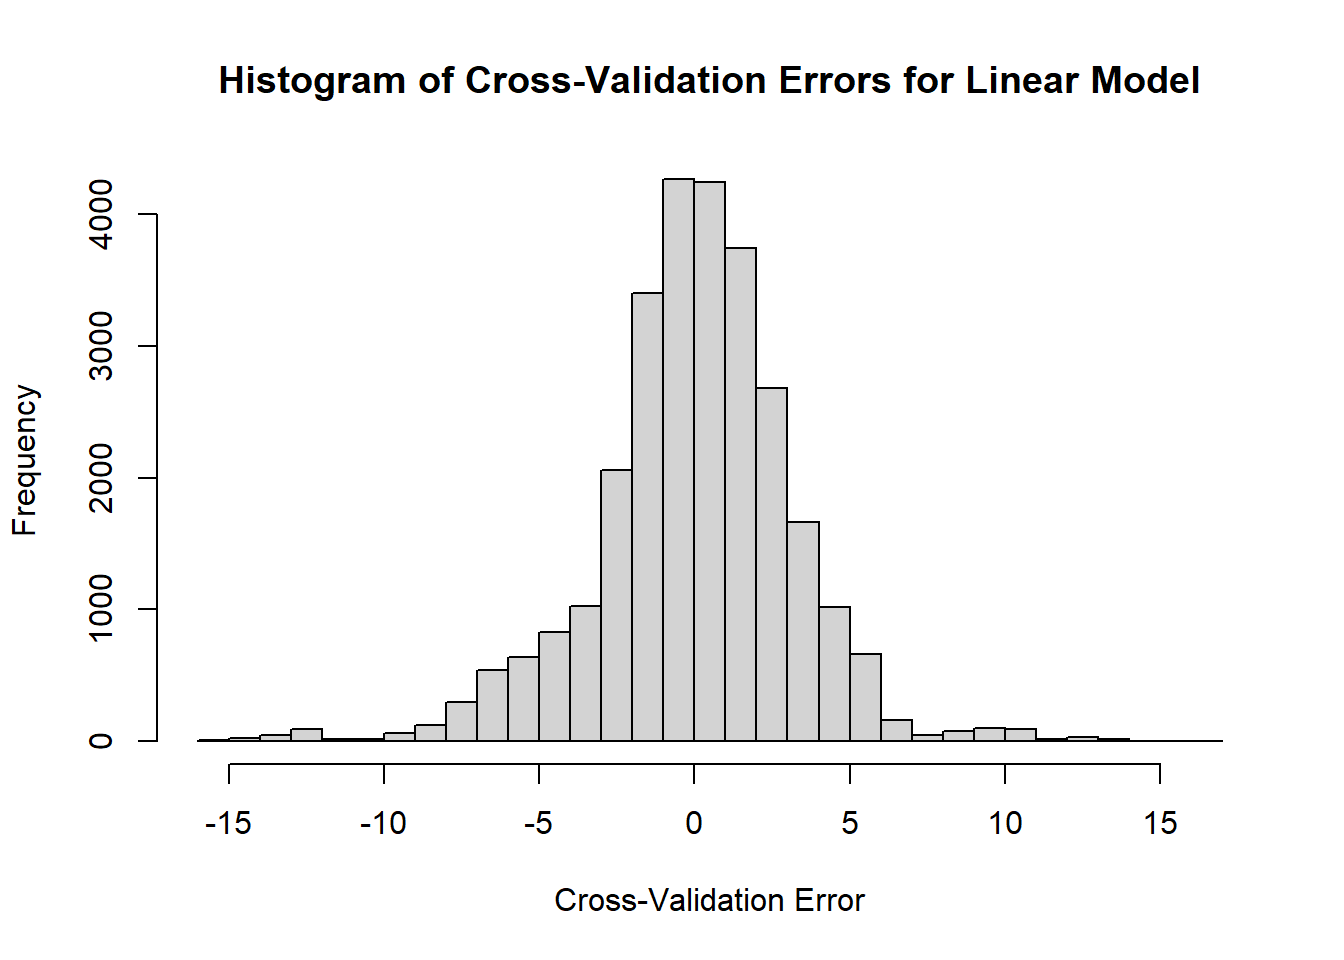 Histogram of Cross-Validation Errors for Linear Model
Frequency
4000
3000
2000
1000
0
-15 -10 -5 0 5 10 15
Cross-Validation Error